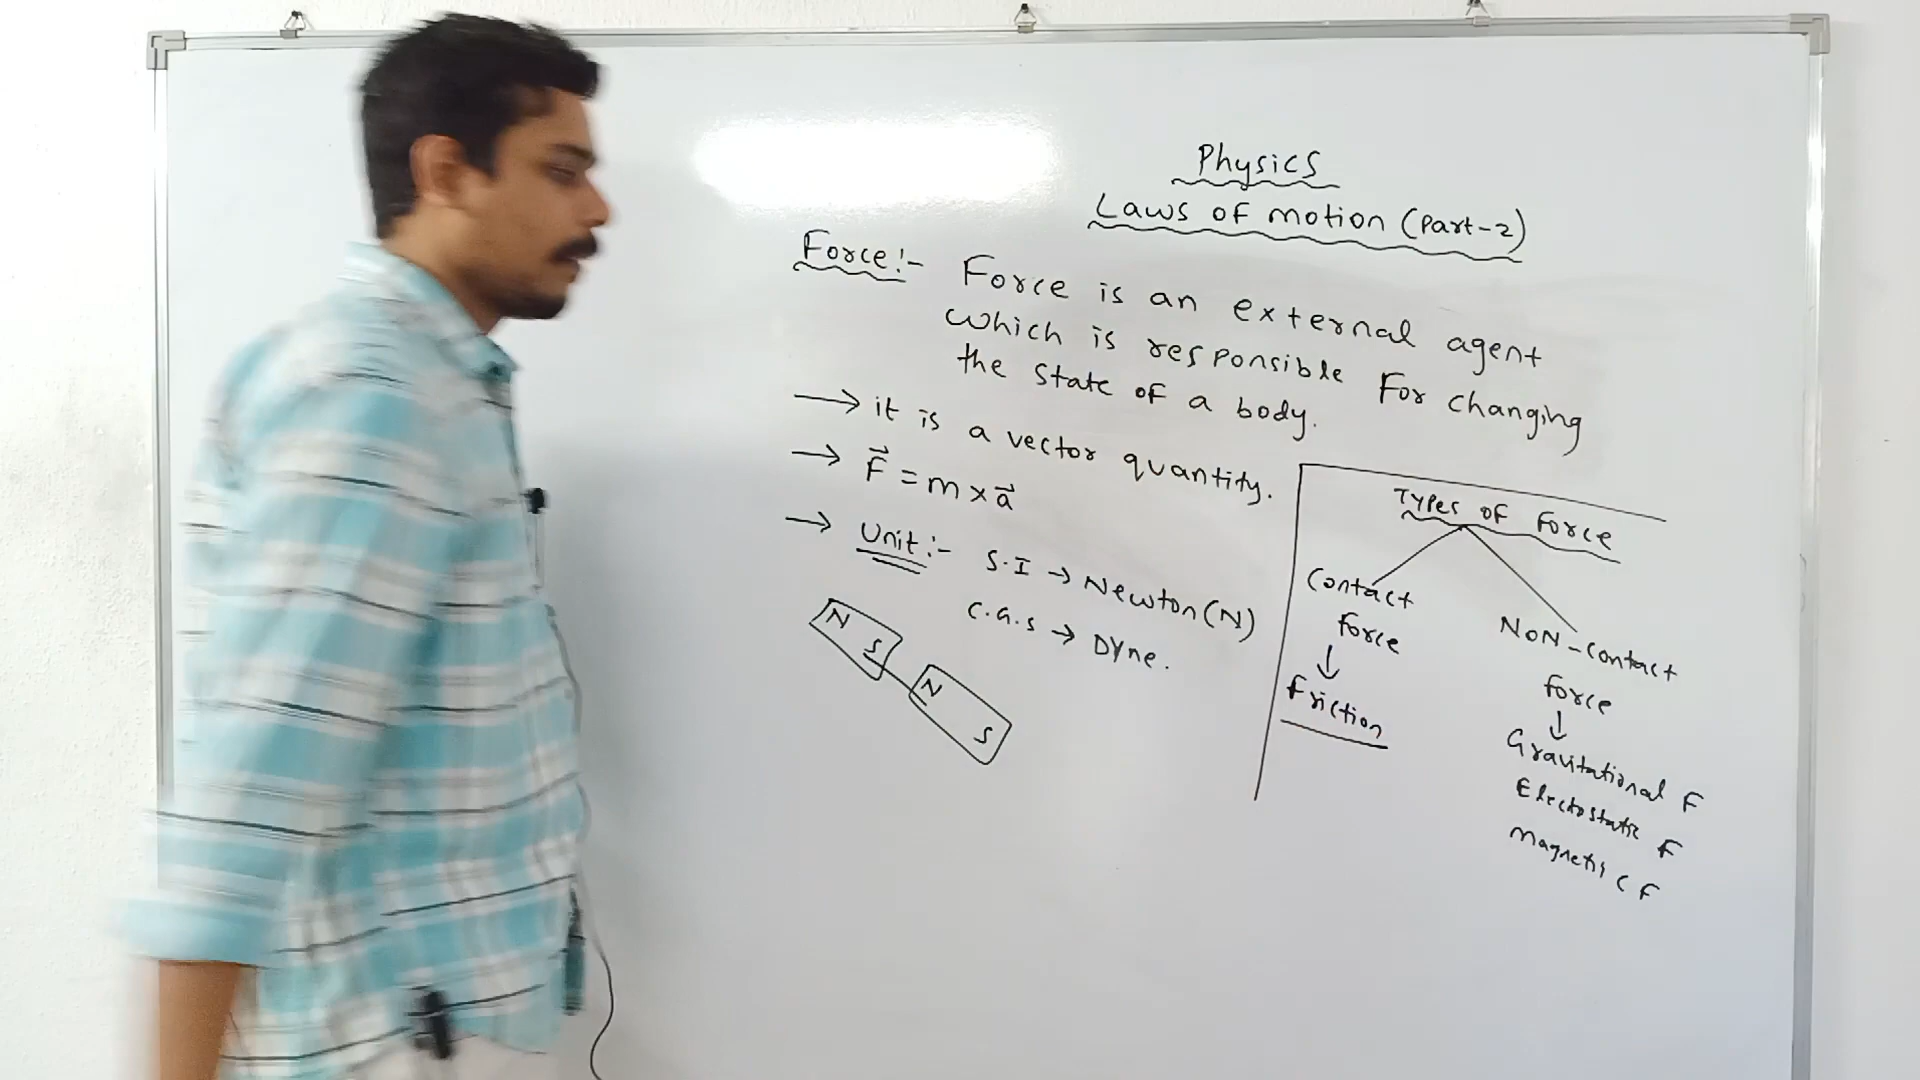 Physics
Laws of motion (Part-2)
Force:- Force is an external agent
which is responsible for changing
the state of a body.
→ it is a vector quantity.
→ F⃗ = m × a⃗
→ Unit:- S.I → Newton (N)
C.G.S → Dyne.
N S
N S
Types of force
Contact
force
↓
Friction
NON-contact
force
↓
Gravitational F
Electostatic F
Magnetic F